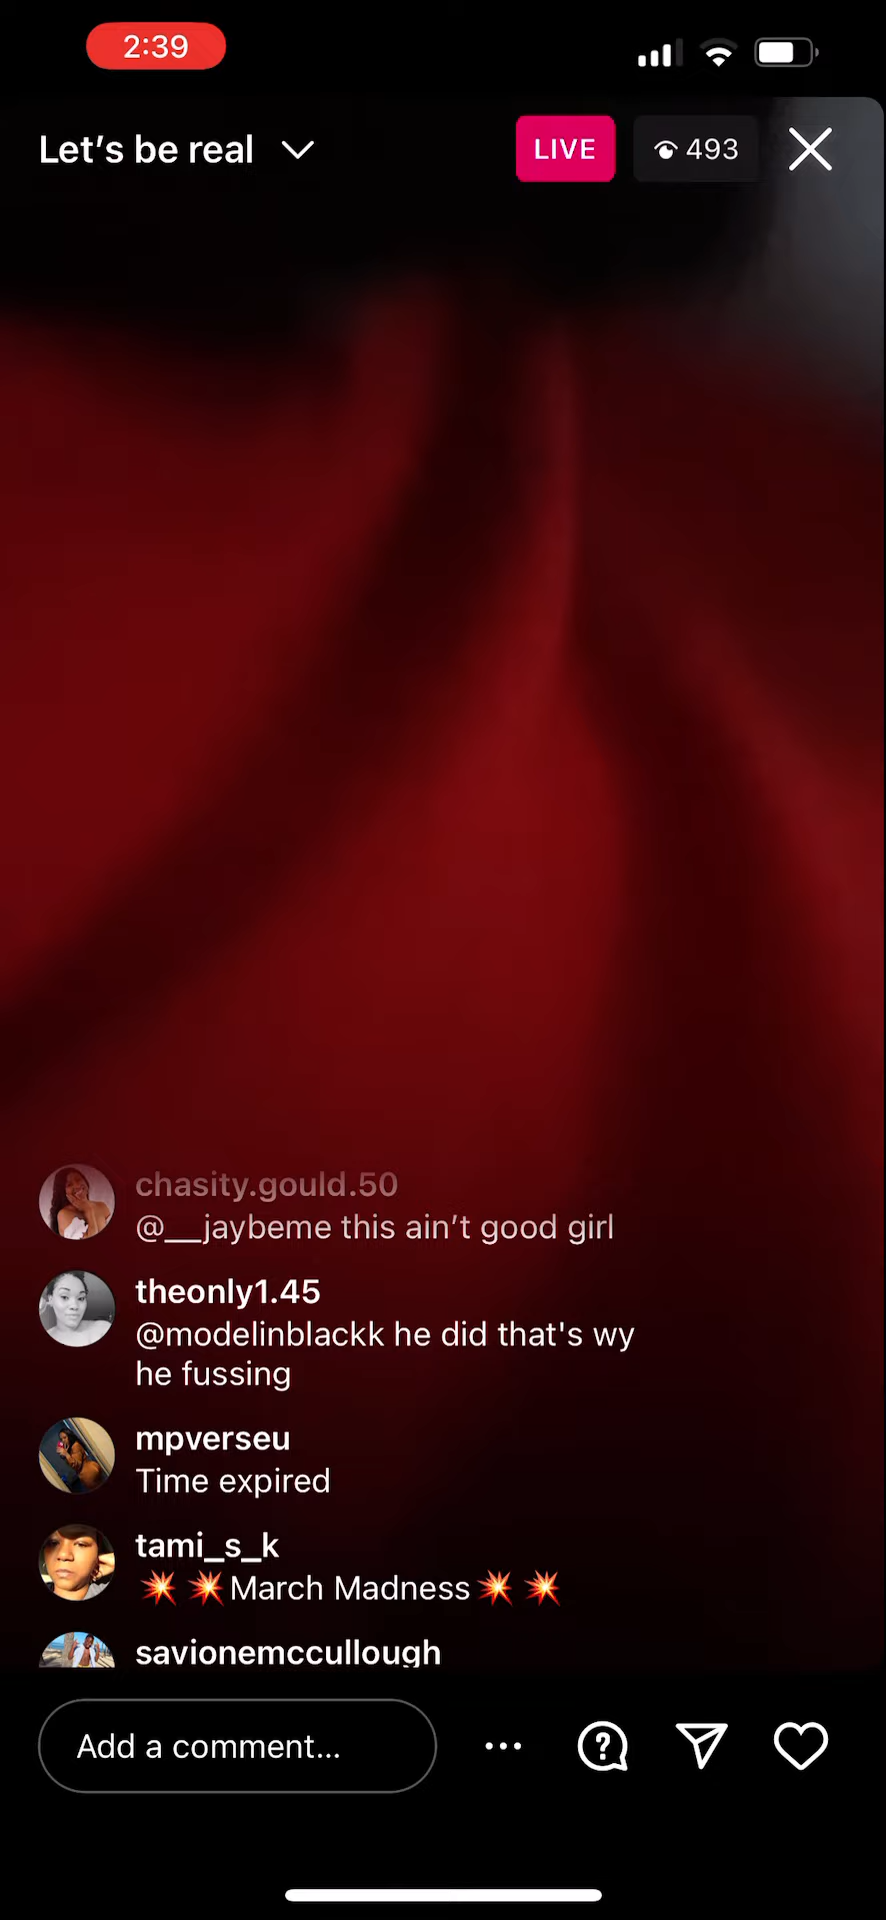 2:39
Let's be real
LIVE
493
chasity.gould.50
@__jaybeme this ain't good girl
theonly1.45
@modelinblackk he did that's wy
he fussing
mpverseu
Time expired
tami_s_k
💥 💥March Madness💥 💥
savionemccullough
Add a comment...